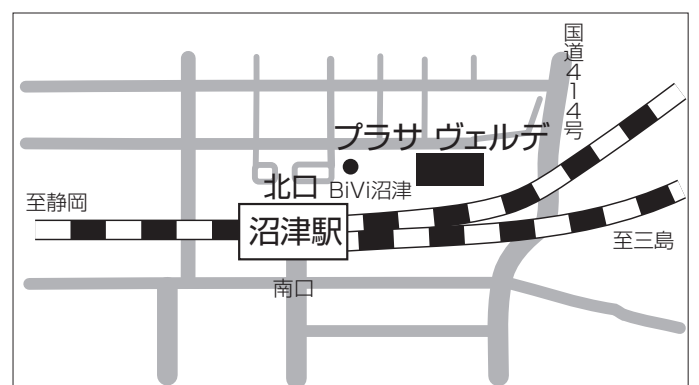 国道414号
プラサ ヴェルデ
北口
BiVi沼津
至静岡
沼津駅
至三島
南口